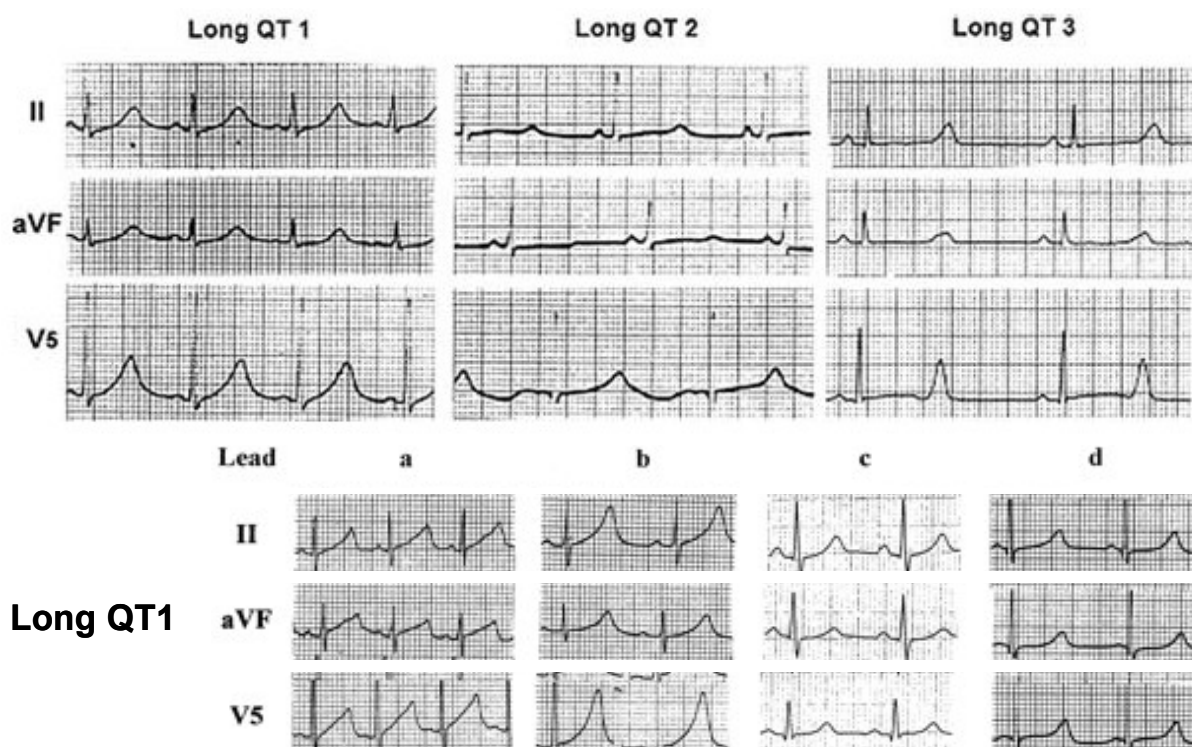 Long QT 1 Long QT 2 Long QT 3
II
aVF
V5
Lead a b c d
II
Long QT1 aVF
V5